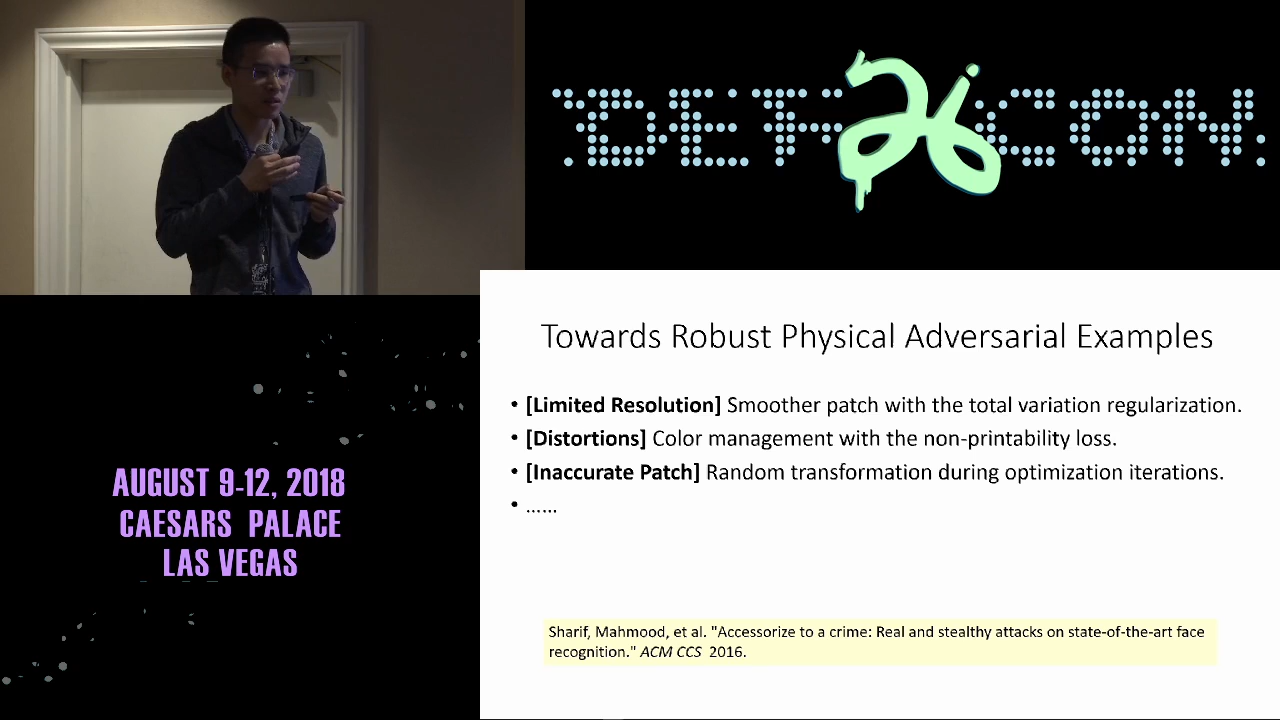 DEF 26 CON
Towards Robust Physical Adversarial Examples
• [Limited Resolution] Smoother patch with the total variation regularization.
• [Distortions] Color management with the non-printability loss.
• [Inaccurate Patch] Random transformation during optimization iterations.
• ……
AUGUST 9-12, 2018
CAESARS PALACE
LAS VEGAS
Sharif, Mahmood, et al. "Accessorize to a crime: Real and stealthy attacks on state-of-the-art face
recognition." ACM CCS 2016.